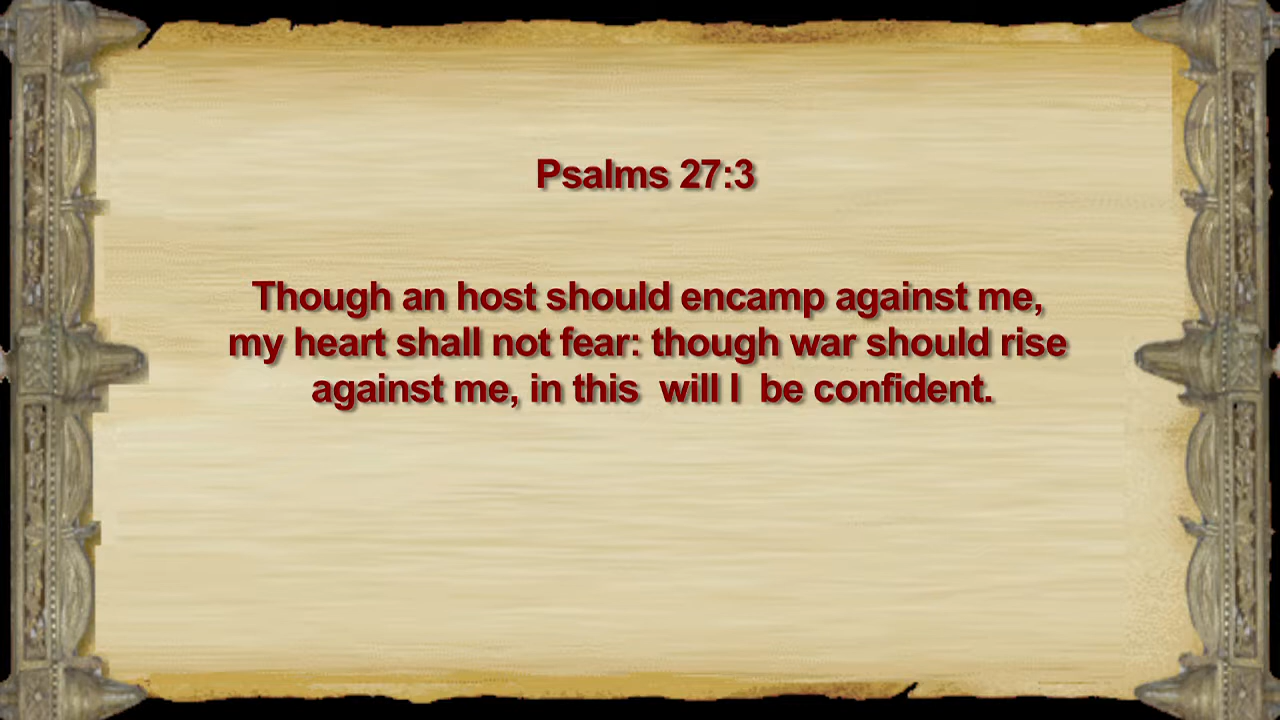 Psalms 27:3
Though an host should encamp against me,
my heart shall not fear: though war should rise
against me, in this  will I  be confident.